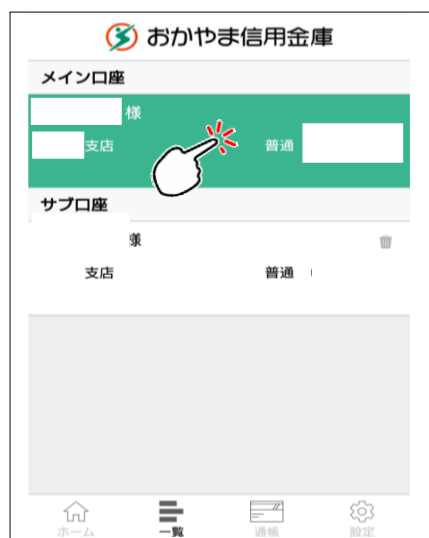 おかやま信用金庫
メイン口座
様
支店 普通
サブ口座
様
支店 普通
ホーム 一覧 通帳 設定